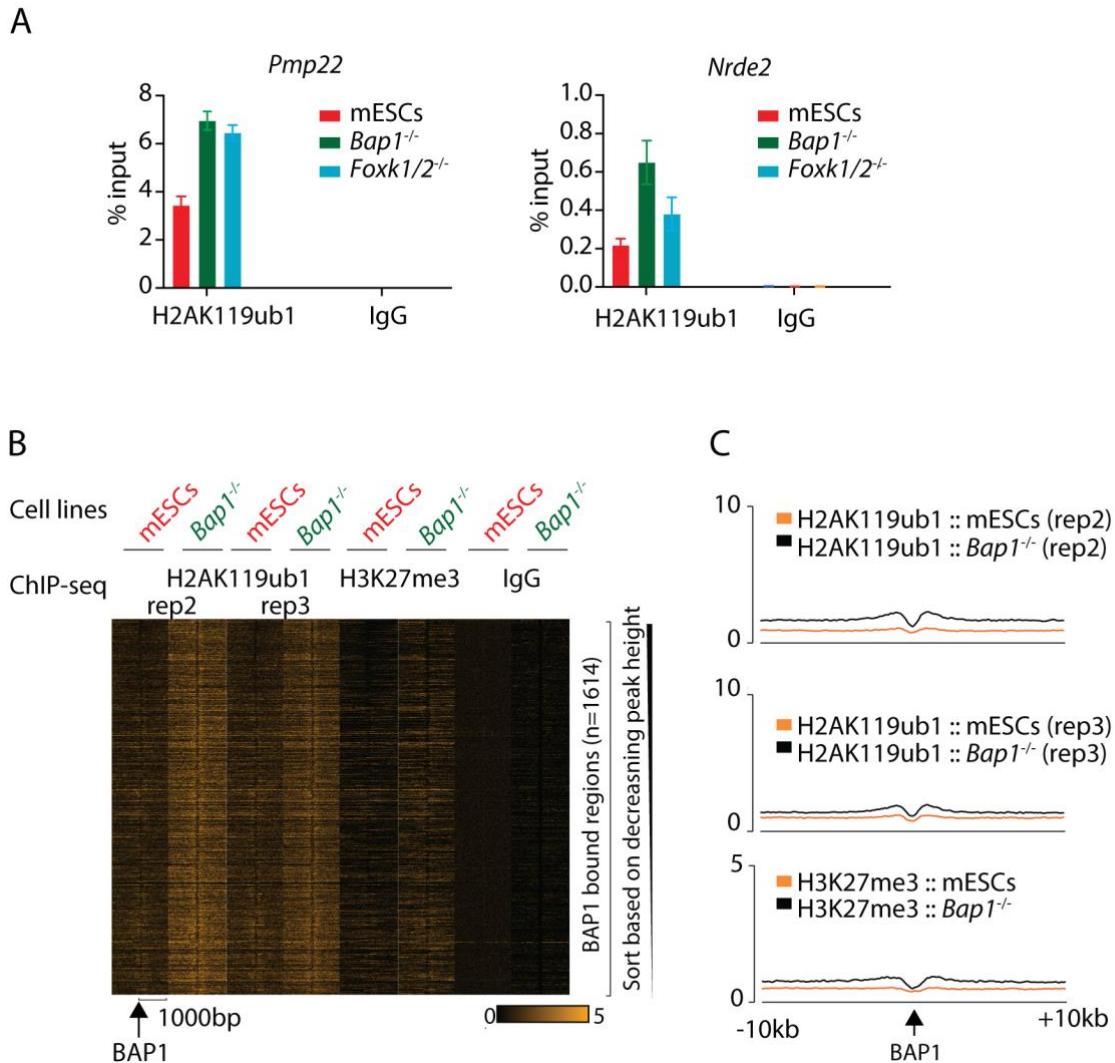 A
Pmp22
8
6
4
2
0
% input
mESCs
Bap1-/-
Foxk1/2-/-
H2AK119ub1
IgG
Nrde2
1.0
0.8
0.6
0.4
0.2
0.0
% input
mESCs
Bap1-/-
Foxk1/2-/-
H2AK119ub1
IgG
B
Cell lines
mESCs
Bap1-/-
mESCs
Bap1-/-
mESCs
Bap1-/-
mESCs
Bap1-/-
ChIP-seq
H2AK119ub1
H3K27me3
IgG
rep2
rep3
BAP1 bound regions (n=1614)
Sort based on decreasning peak height
1000bp
BAP1
0
5
C
10
H2AK119ub1 :: mESCs (rep2)
H2AK119ub1 :: Bap1-/- (rep2)
0
10
H2AK119ub1 :: mESCs (rep3)
H2AK119ub1 :: Bap1-/- (rep3)
0
5
H3K27me3 :: mESCs
H3K27me3 :: Bap1-/-
0
-10kb
+10kb
BAP1